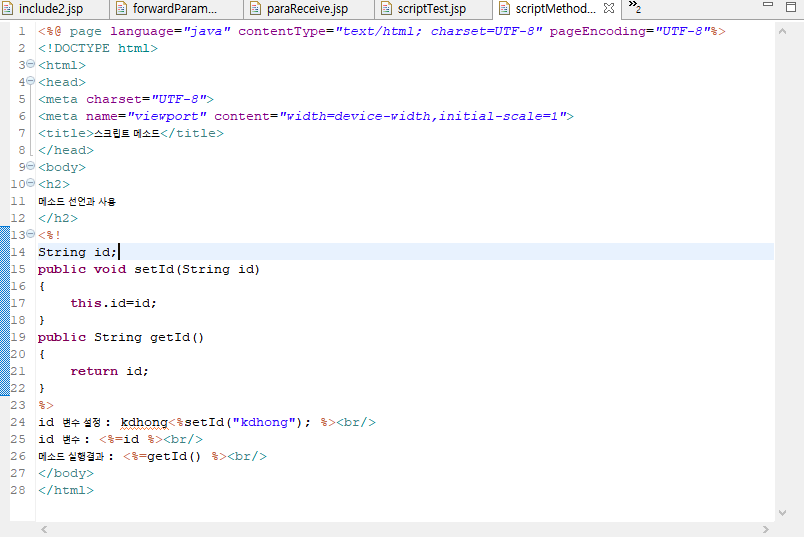 include2.jsp forwardParam... paraReceive.jsp scriptTest.jsp scriptMethod... »2
1 <%@ page language="java" contentType="text/html; charset=UTF-8" pageEncoding="UTF-8"%>
2 <!DOCTYPE html>
3 <html>
4 <head>
5 <meta charset="UTF-8">
6 <meta name="viewport" content="width=device-width,initial-scale=1">
7 <title>스크립트 메소드</title>
8 </head>
9 <body>
10 <h2>
11 메소드 선언과 사용
12 </h2>
13 <%!
14 String id;
15 public void setId(String id)
16 {
17     this.id=id;
18 }
19 public String getId()
20 {
21     return id;
22 }
23 %>
24 id 변수 설정 : kdhong<%setId("kdhong"); %><br/>
25 id 변수 : <%=id %><br/>
26 메소드 실행결과 : <%=getId() %><br/>
27 </body>
28 </html>